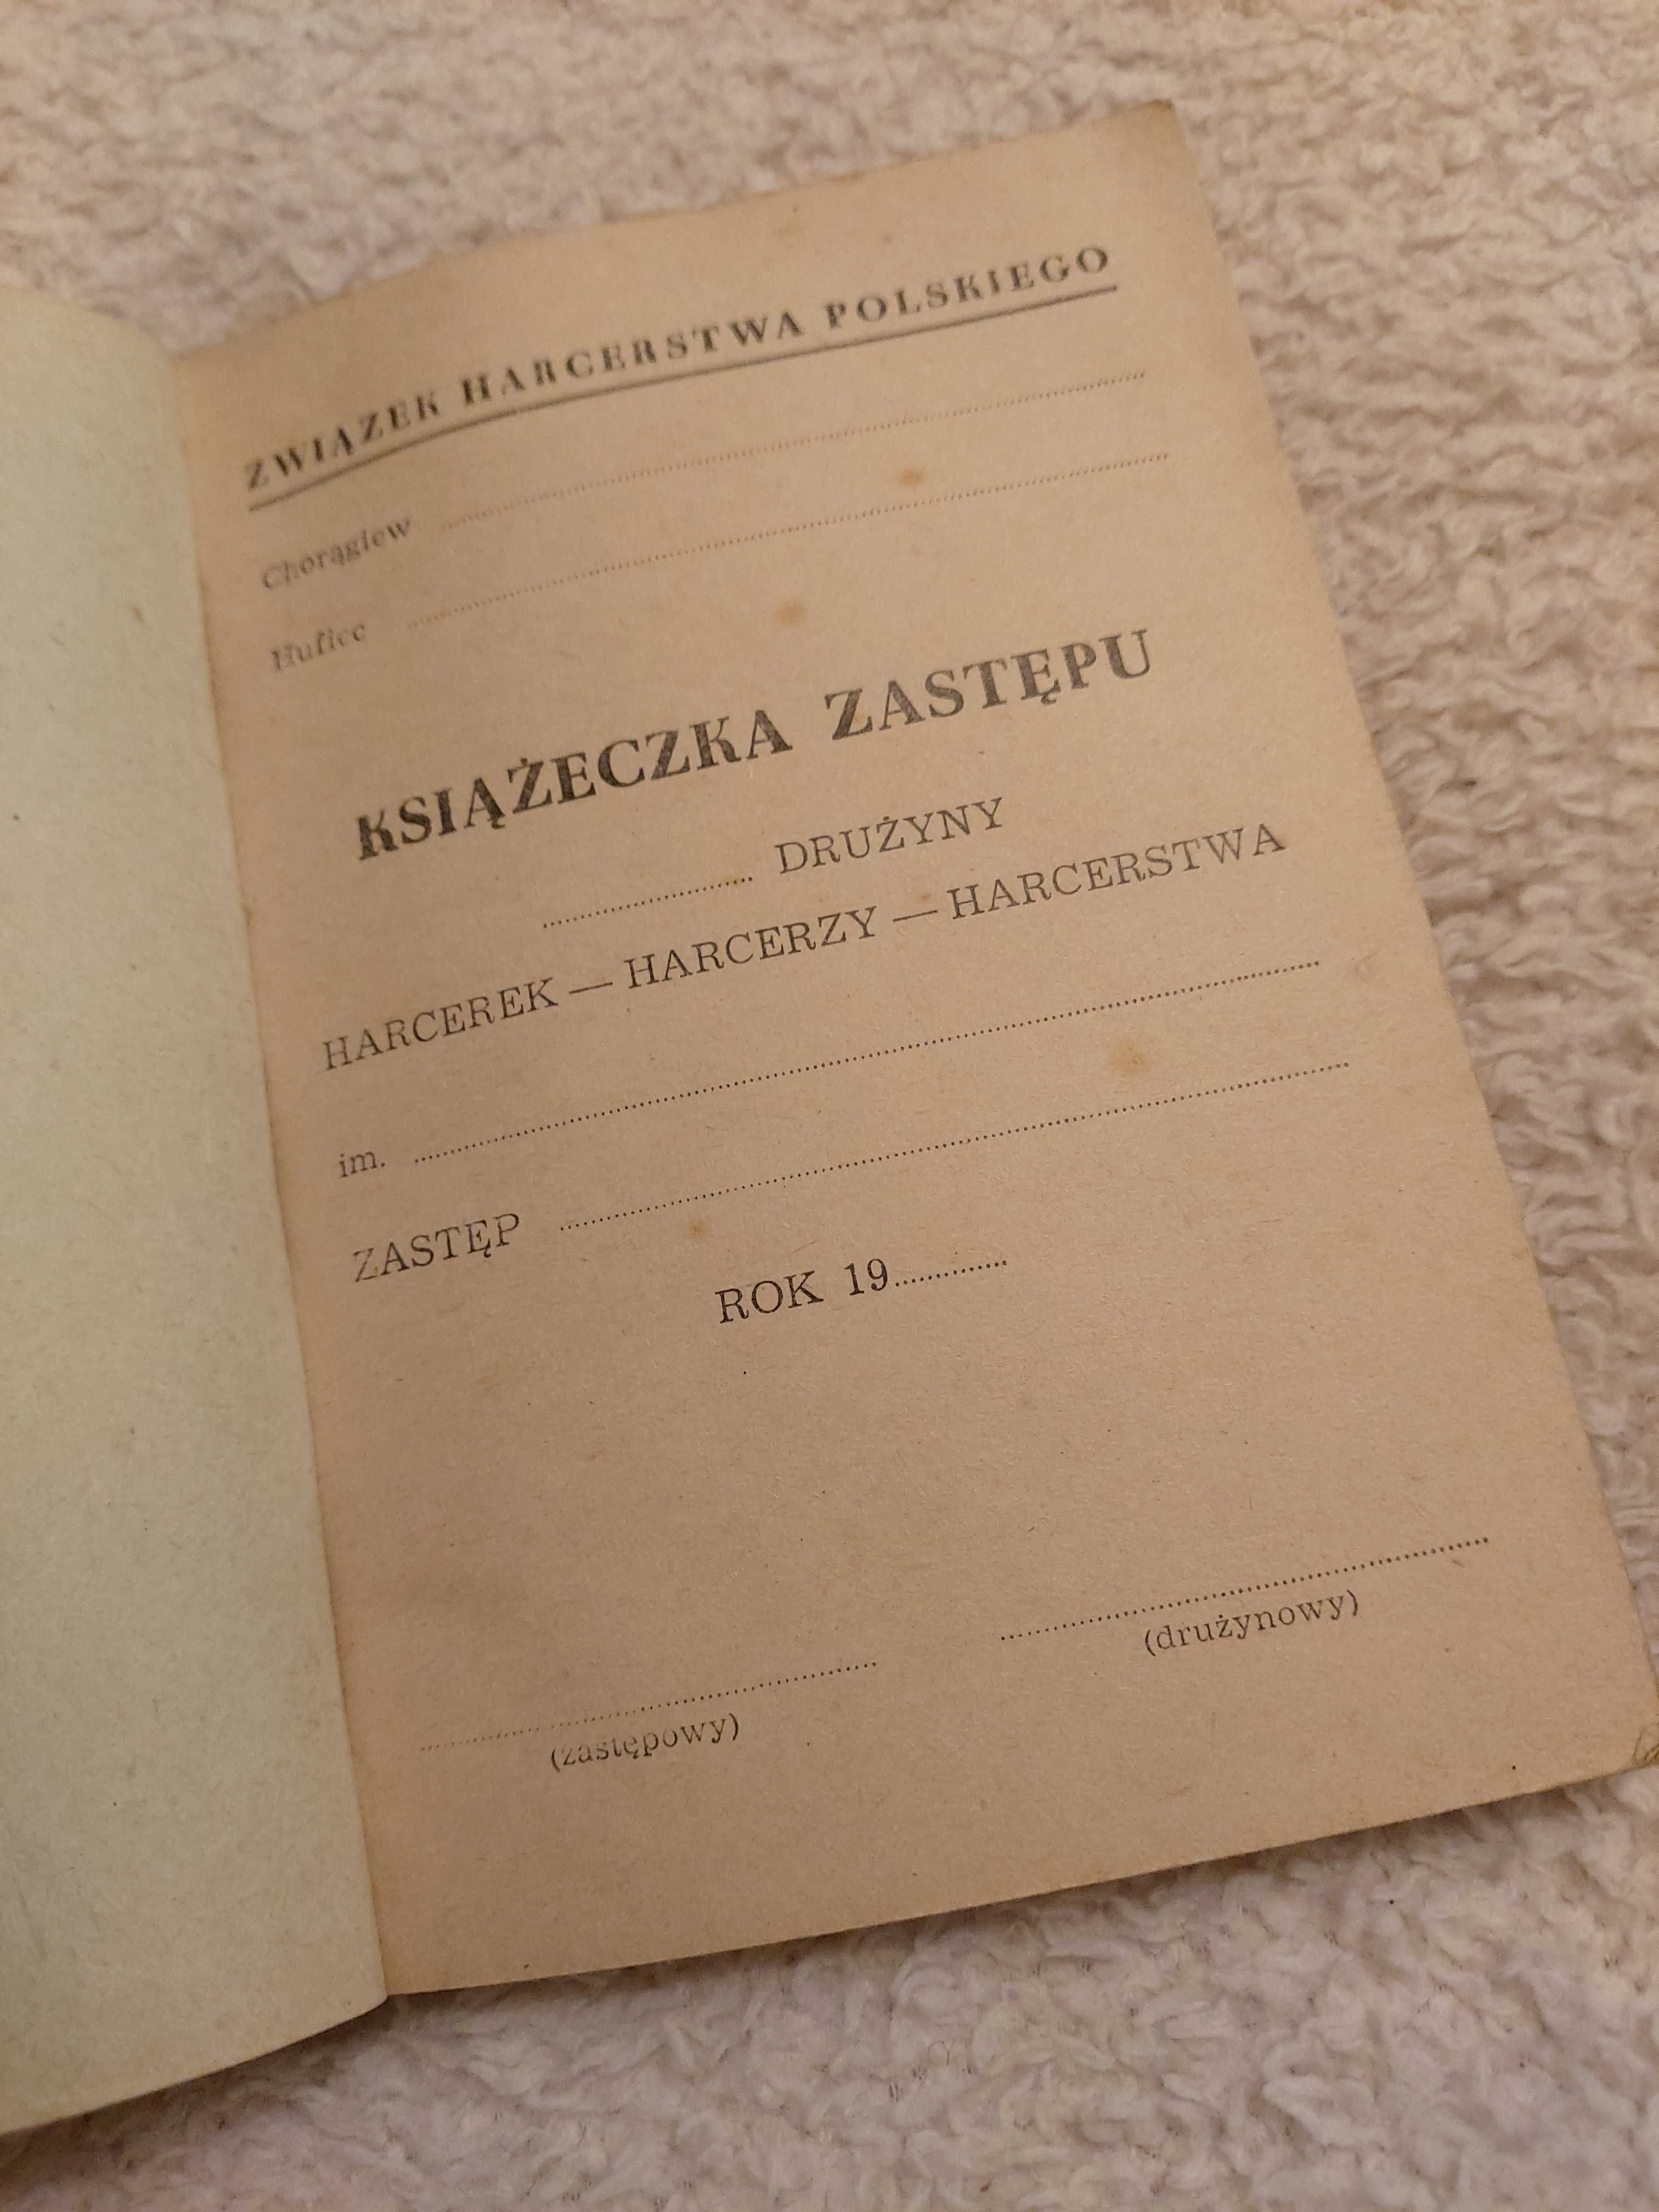 ZWIĄZEK HARCERSTWA POLSKIEGO
Chorągiew ..............................
Hufiec ..............................
KSIĄŻECZKA ZASTĘPU
.................... DRUŻYNY
HARCEREK — HARCERZY — HARCERSTWA
im. ..............................
ZASTĘP ..............................
ROK 19............
..............................
(drużynowy)
..............................
(zastępowy)